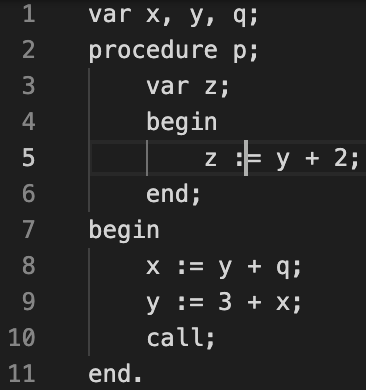 1 var x, y, q;
2 procedure p;
3 var z;
4 begin
5 z := y + 2;
6 end;
7 begin
8 x := y + q;
9 y := 3 + x;
10 call;
11 end.